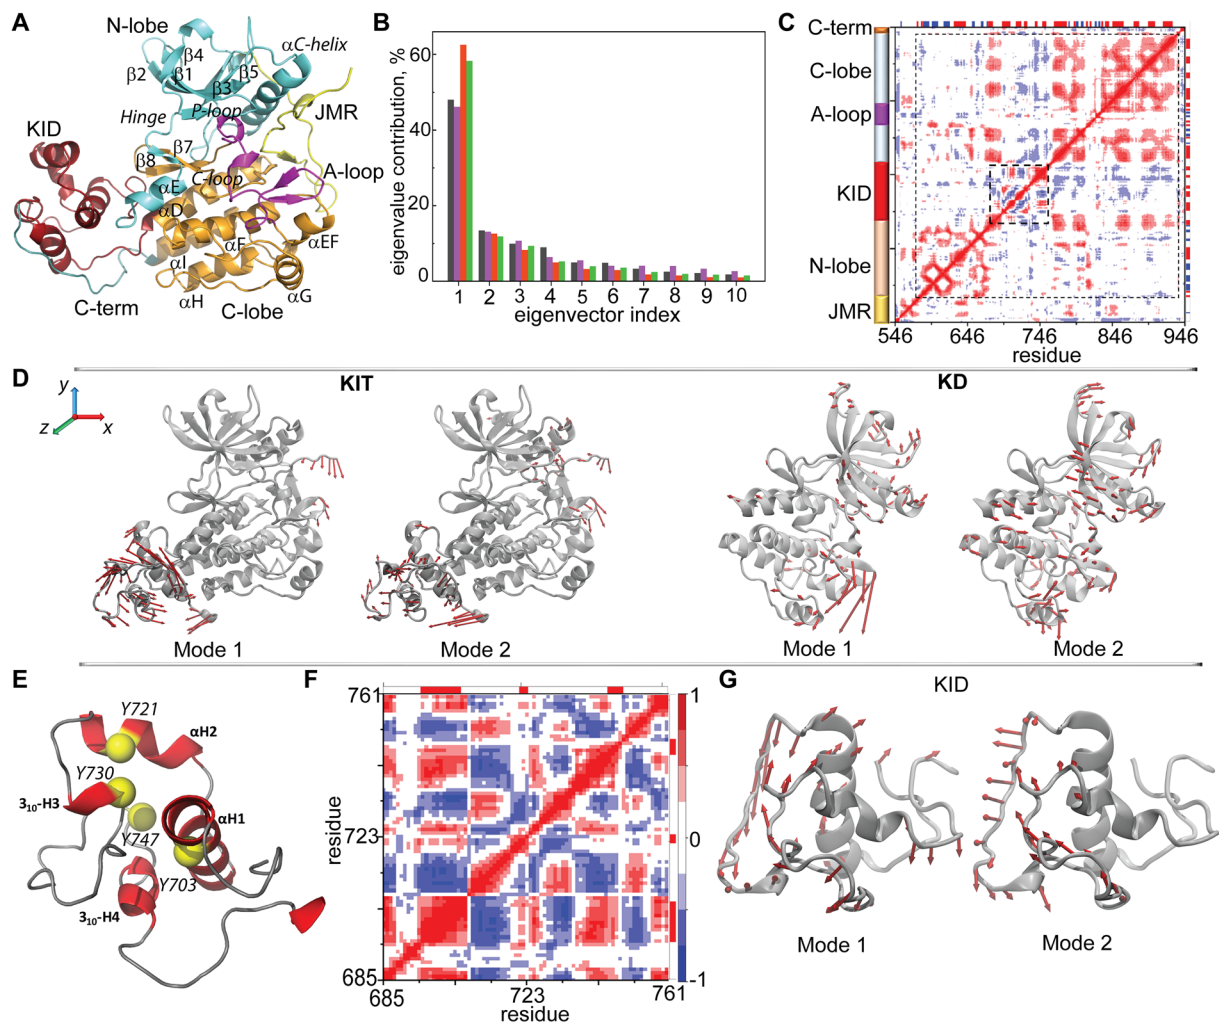 A
N-lobe
αC-helix
β4
β2
β1
β5
β3
P-loop
Hinge
JMR
KID
β7
β8
C-loop
A-loop
αE
αD
αF
αEF
αI
αH
αG
C-term
C-lobe
B
eigenvalue contribution, %
60
40
20
0
1 2 3 4 5 6 7 8 9 10
eigenvector index
C
C-term
C-lobe
A-loop
KID
N-lobe
JMR
546 646 746 846 946
residue
D
KIT
KD
y
z
x
Mode 1
Mode 2
Mode 1
Mode 2
E
Y721
αH2
Y730
3₁₀-H3
αH1
Y747
Y703
3₁₀-H4
F
761
723
685
residue
685 723 761
residue
1
0
-1
G
KID
Mode 1
Mode 2